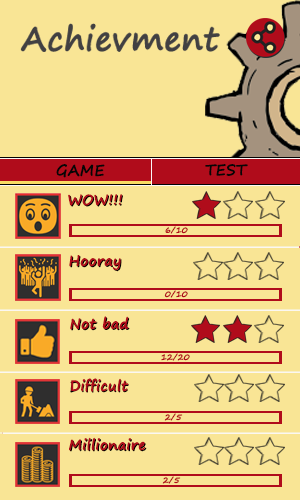 Achievment
GAME TEST
WOW!!!
6/10
Hooray
0/10
Not bad
12/20
Difficult
2/5
Millionaire
2/5